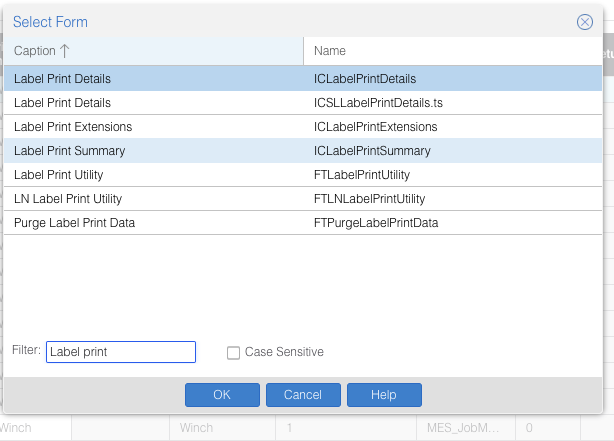 Select Form
Caption ↑ Name
Label Print Details ICLabelPrintDetails
Label Print Details ICSLLabelPrintDetails.ts
Label Print Extensions ICLabelPrintExtensions
Label Print Summary ICLabelPrintSummary
Label Print Utility FTLabelPrintUtility
LN Label Print Utility FTLNLabelPrintUtility
Purge Label Print Data FTPurgeLabelPrintData
Filter: Label print Case Sensitive
OK Cancel Help
Winch Winch 1 MES_JobM... 0